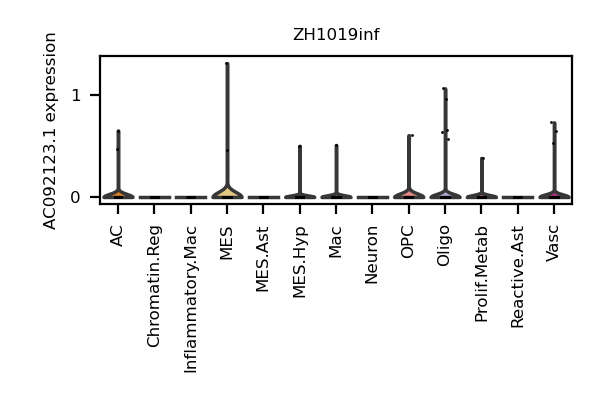 ZH1019inf
AC092123.1 expression
1
0
AC
Chromatin.Reg
Inflammatory.Mac
MES
MES.Ast
MES.Hyp
Mac
Neuron
OPC
Oligo
Prolif.Metab
Reactive.Ast
Vasc